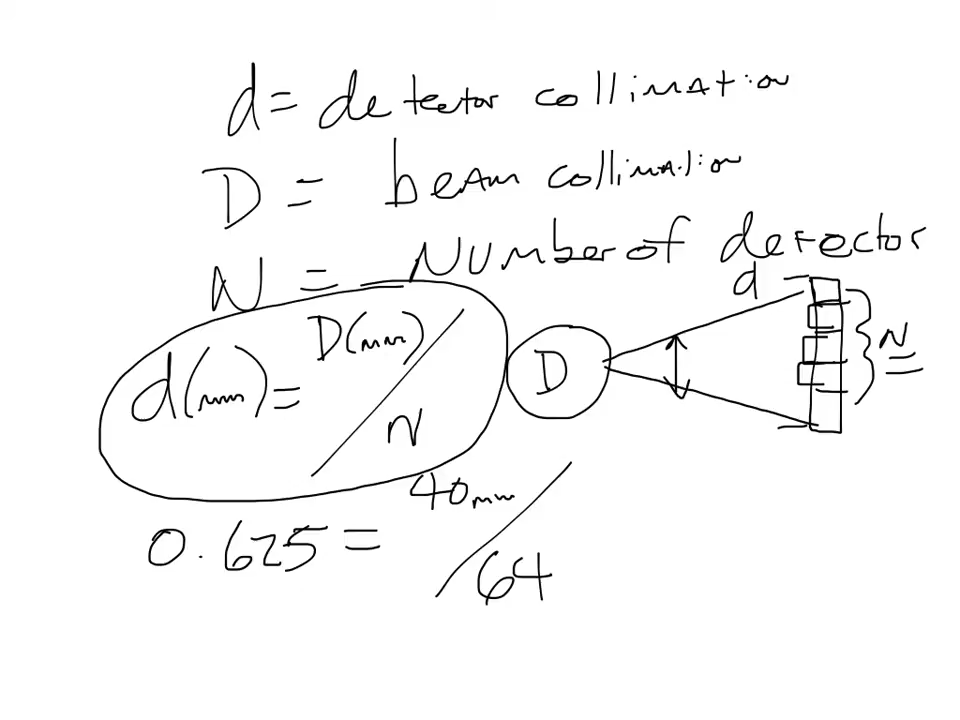 d = detector collimation
D = beam collimation
N = Number of detector
d(mm) = D(mm) / N
D
d
N
0.625 = 40mm / 64